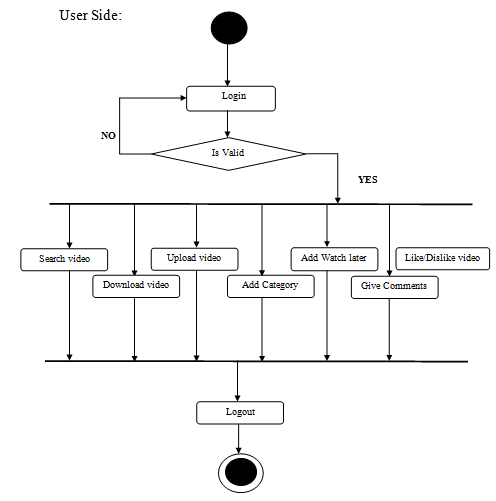 User Side:
Login
NO
Is Valid
YES
Search video
Upload video
Add Watch later
Like/Dislike video
Download video
Add Category
Give Comments
Logout